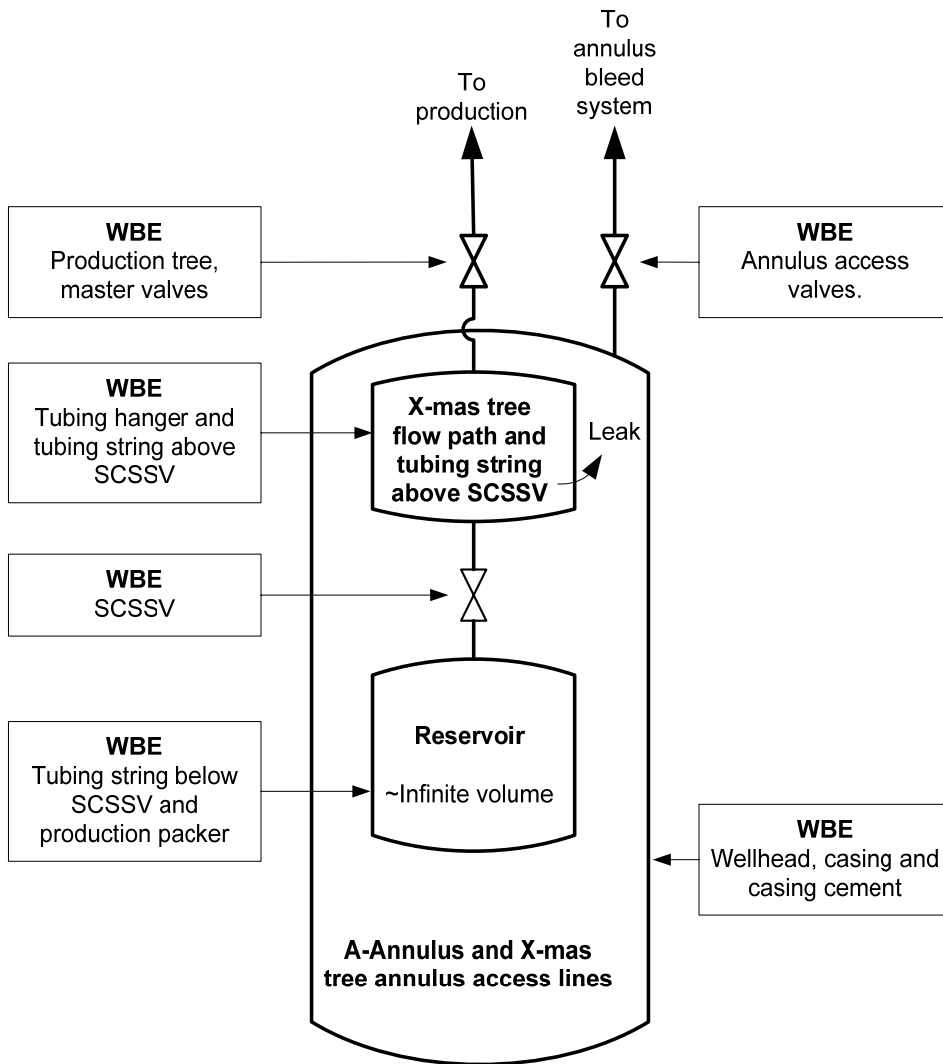 To
annulus
bleed
system
To
production
WBE
Production tree,
master valves
WBE
Annulus access
valves.
WBE
Tubing hanger and
tubing string above
SCSSV
X-mas tree
flow path and
tubing string
above SCSSV
Leak
WBE
SCSSV
WBE
Tubing string below
SCSSV and
production packer
Reservoir
~Infinite volume
WBE
Wellhead, casing and
casing cement
A-Annulus and X-mas
tree annulus access lines